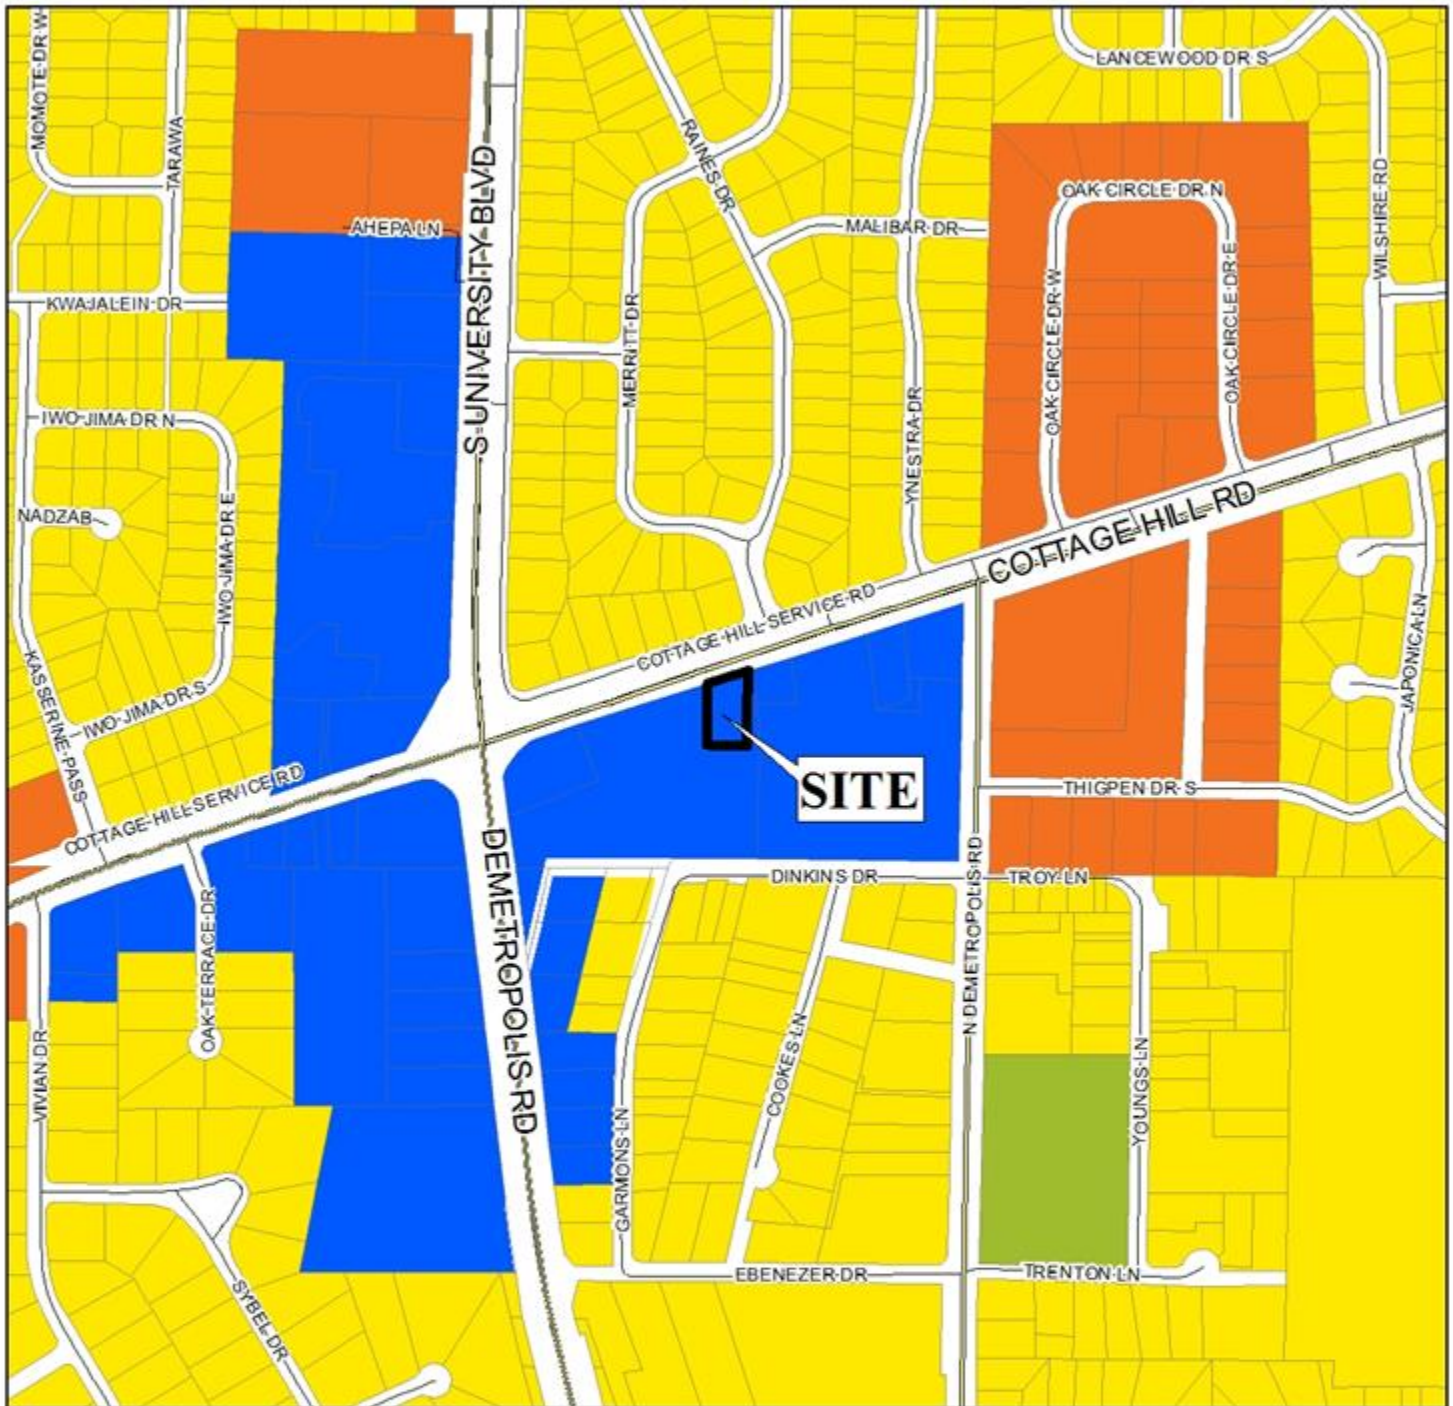 MOMOTE DR W
TARAWA
LANCEWOOD DR S
RAINES DR
S UNIVERSITY BLVD
OAK CIRCLE DR N
WILSHIRE RD
AHEPA LN
MALIBAR DR
KWAJALEIN DR
MERRITT DR
OAK CIRCLE DR W
OAK CIRCLE DR E
IWO JIMA DR N
YNESTRA DR
NADZAB
IWO JIMA DR E
COTTAGE HILL RD
COTTAGE HILL SERVICE RD
KASSERINE PASS
IWO JIMA DR S
JAPONICA LN
SITE
COTTAGE HILL SERVICE RD
THIGPEN DR S
DEMETROPOLIS RD
DINKINS DR
TROY LN
OAK TERRACE DR
N DEMETROPOLIS RD
VIVIAN DR
COOKES LN
YOUNGS LN
GARMONS LN
EBENEZER DR
TRENTON LN
SYBEL DR